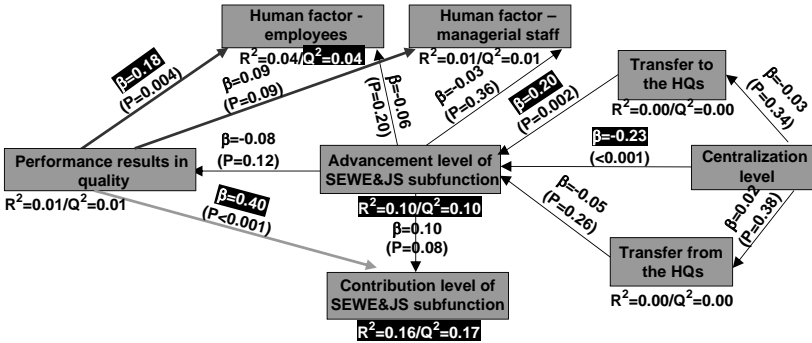 Human factor -
employees
R²=0.04/Q²=0.04
Human factor –
managerial staff
R²=0.01/Q²=0.01
β=0.18
(P=0.004)
β=0.09
(P=0.09)
β=-0.06
(P=0.20)
β=-0.03
(P=0.36)
β=0.20
(P=0.002)
Transfer to
the HQs
R²=0.00/Q²=0.00
β=-0.03
(P=0.34)
Performance results in
quality
R²=0.01/Q²=0.01
β=-0.08
(P=0.12)
Advancement level of
SEWE&JS subfunction
R²=0.10/Q²=0.10
β=-0.23
(<0.001)
Centralization
level
β=0.40
(P<0.001)
β=0.10
(P=0.08)
β=-0.05
(P=0.26)
β=0.02
(P=0.38)
Transfer from
the HQs
R²=0.00/Q²=0.00
Contribution level of
SEWE&JS subfunction
R²=0.16/Q²=0.17